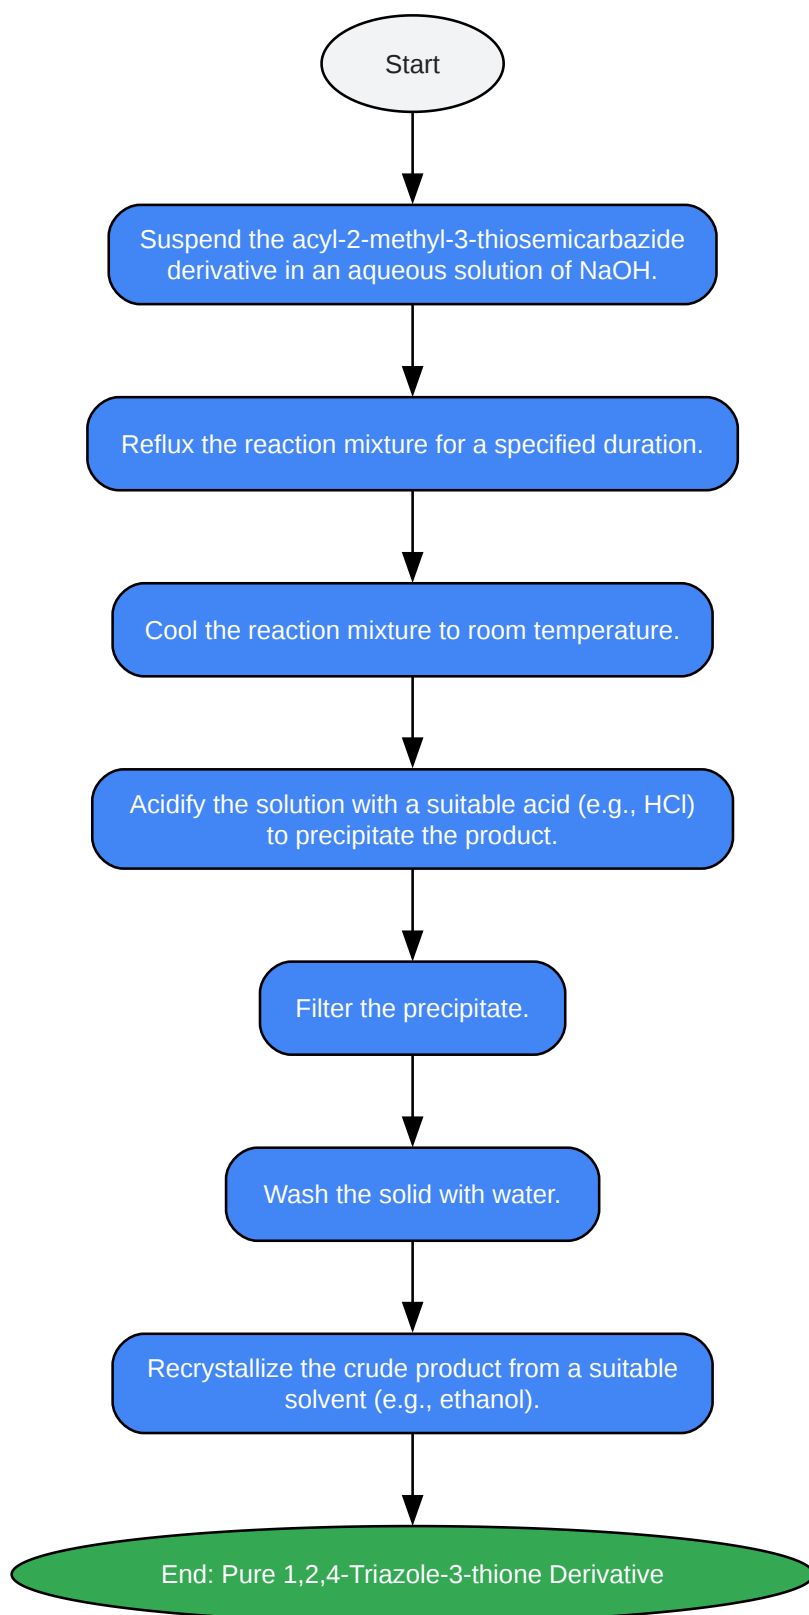 Start
Suspend the acyl-2-methyl-3-thiosemicarbazide
derivative in an aqueous solution of NaOH.
Reflux the reaction mixture for a specified duration.
Cool the reaction mixture to room temperature.
Acidify the solution with a suitable acid (e.g., HCl)
to precipitate the product.
Filter the precipitate.
Wash the solid with water.
Recrystallize the crude product from a suitable
solvent (e.g., ethanol).
End: Pure 1,2,4-Triazole-3-thione Derivative